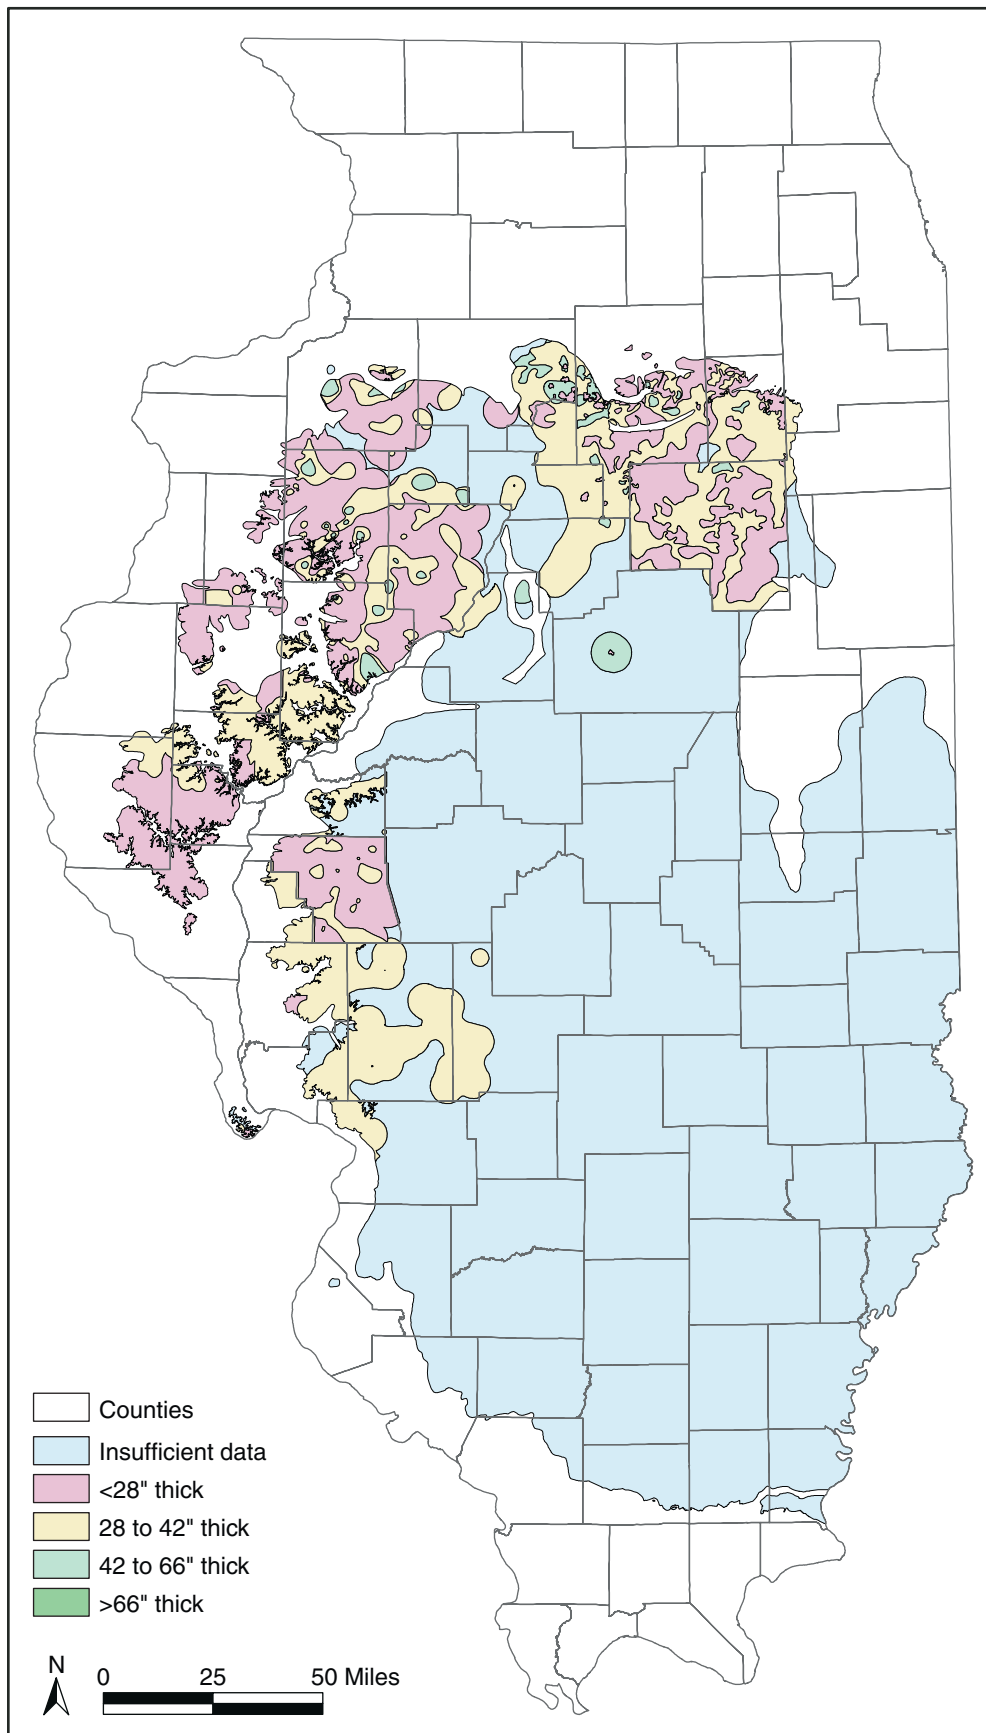 Counties
Insufficient data
<28" thick
28 to 42" thick
42 to 66" thick
>66" thick
N
0 25 50 Miles